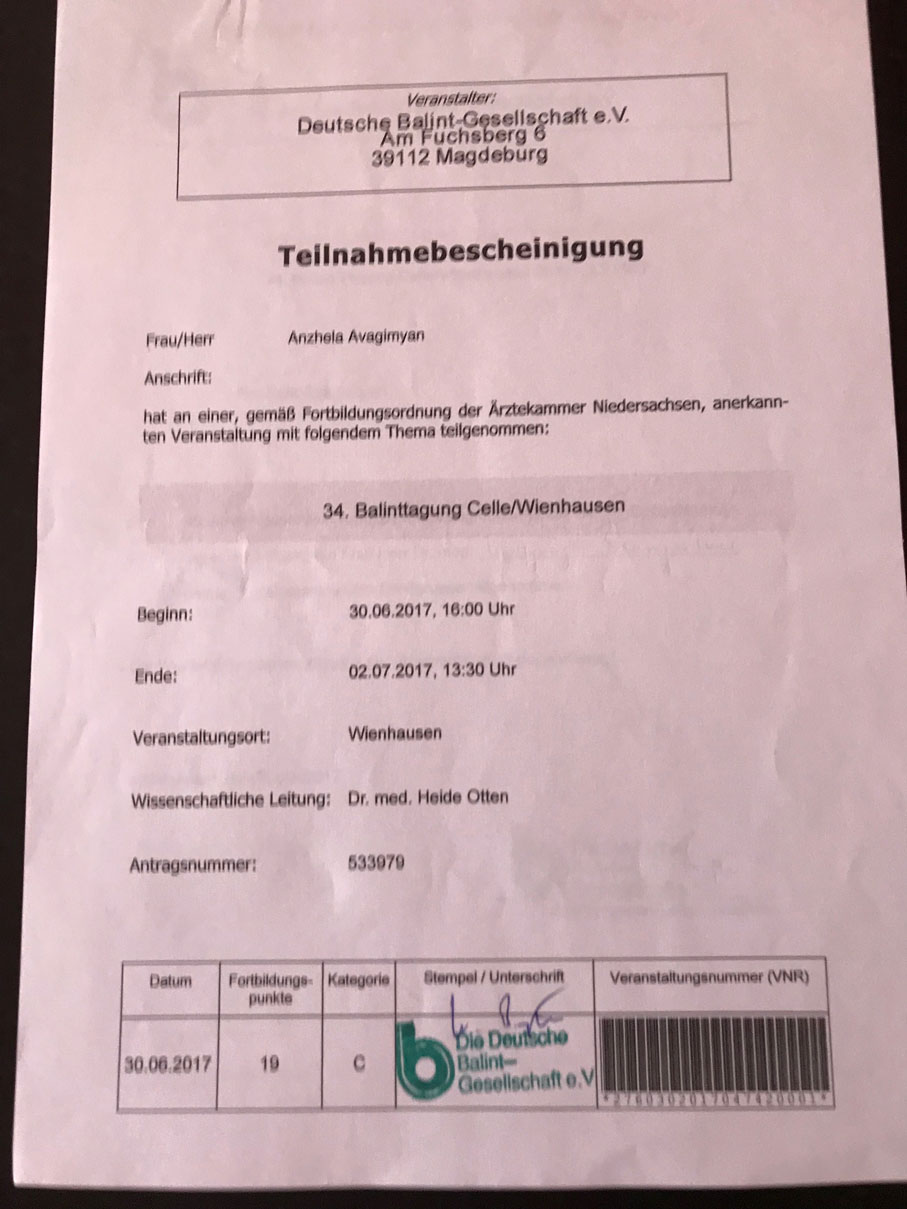 Veranstalter:
Deutsche Balint-Gesellschaft e.V.
Am Fuchsberg 6
39112 Magdeburg
Teilnahmebescheinigung
Frau/Herr Anzhela Avagimyan
Anschrift:
hat an einer, gemäß Fortbildungsordnung der Ärztekammer Niedersachsen, anerkann-
ten Veranstaltung mit folgendem Thema teilgenommen:
34. Balinttagung Celle/Wienhausen
Beginn: 30.06.2017, 16:00 Uhr
Ende: 02.07.2017, 13:30 Uhr
Veranstaltungsort: Wienhausen
Wissenschaftliche Leitung: Dr. med. Heide Otten
Antragsnummer: 533979
Datum Fortbildungs- Kategorie Stempel / Unterschrift Veranstaltungsnummer (VNR)
punkte
30.06.2017 19 C
Die Deutsche
Balint-
Gesellschaft e.V
*2760302017047420001*